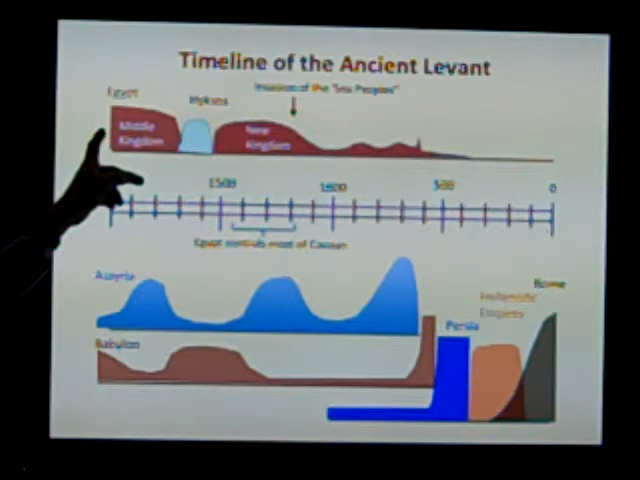 Timeline of the Ancient Levant
Egypt
Hyksos
Invasion of the "Sea Peoples"
Middle
Kingdom
New
Kingdom
1500
1000
500
0
Egypt controls most of Canaan
Assyria
Rome
Hellenistic
Empires
Persia
Babylon